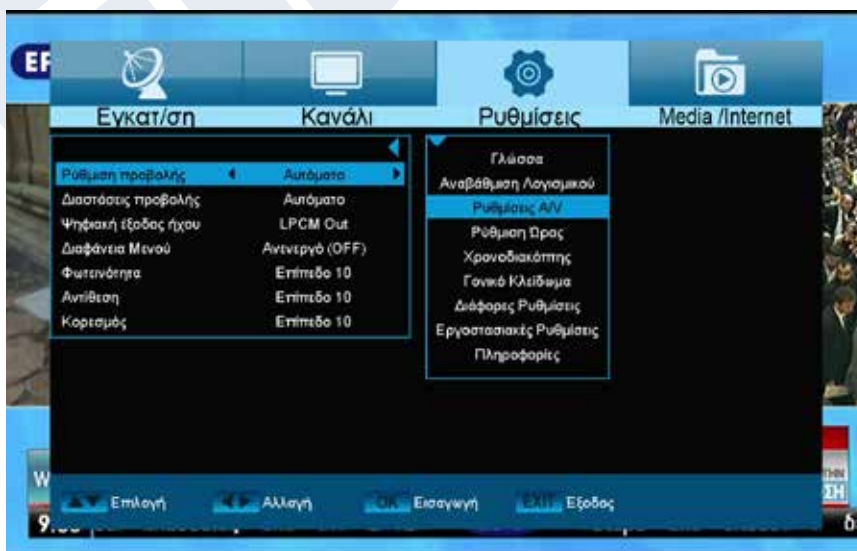 Εγκατ/ση
Κανάλι
Ρυθμίσεις
Media /Internet
Ρύθμιση προβολής Αυτόματο
Διαστάσεις προβολής Αυτόματο
Ψηφιακή έξοδος ήχου LPCM Out
Διαφάνεια Μενού Ανενεργό (OFF)
Φωτεινότητα Επίπεδο 10
Αντίθεση Επίπεδο 10
Κορεσμός Επίπεδο 10
Γλώσσα
Αναβάθμιση Λογισμικού
Ρυθμίσεις A/V
Ρύθμιση Ώρας
Χρονοδιακόπτης
Γονικό Κλείδωμα
Διάφορες Ρυθμίσεις
Εργοστασιακές Ρυθμίσεις
Πληροφορίες
Επιλογή Αλλαγή OK Εισαγωγή EXIT Έξοδος